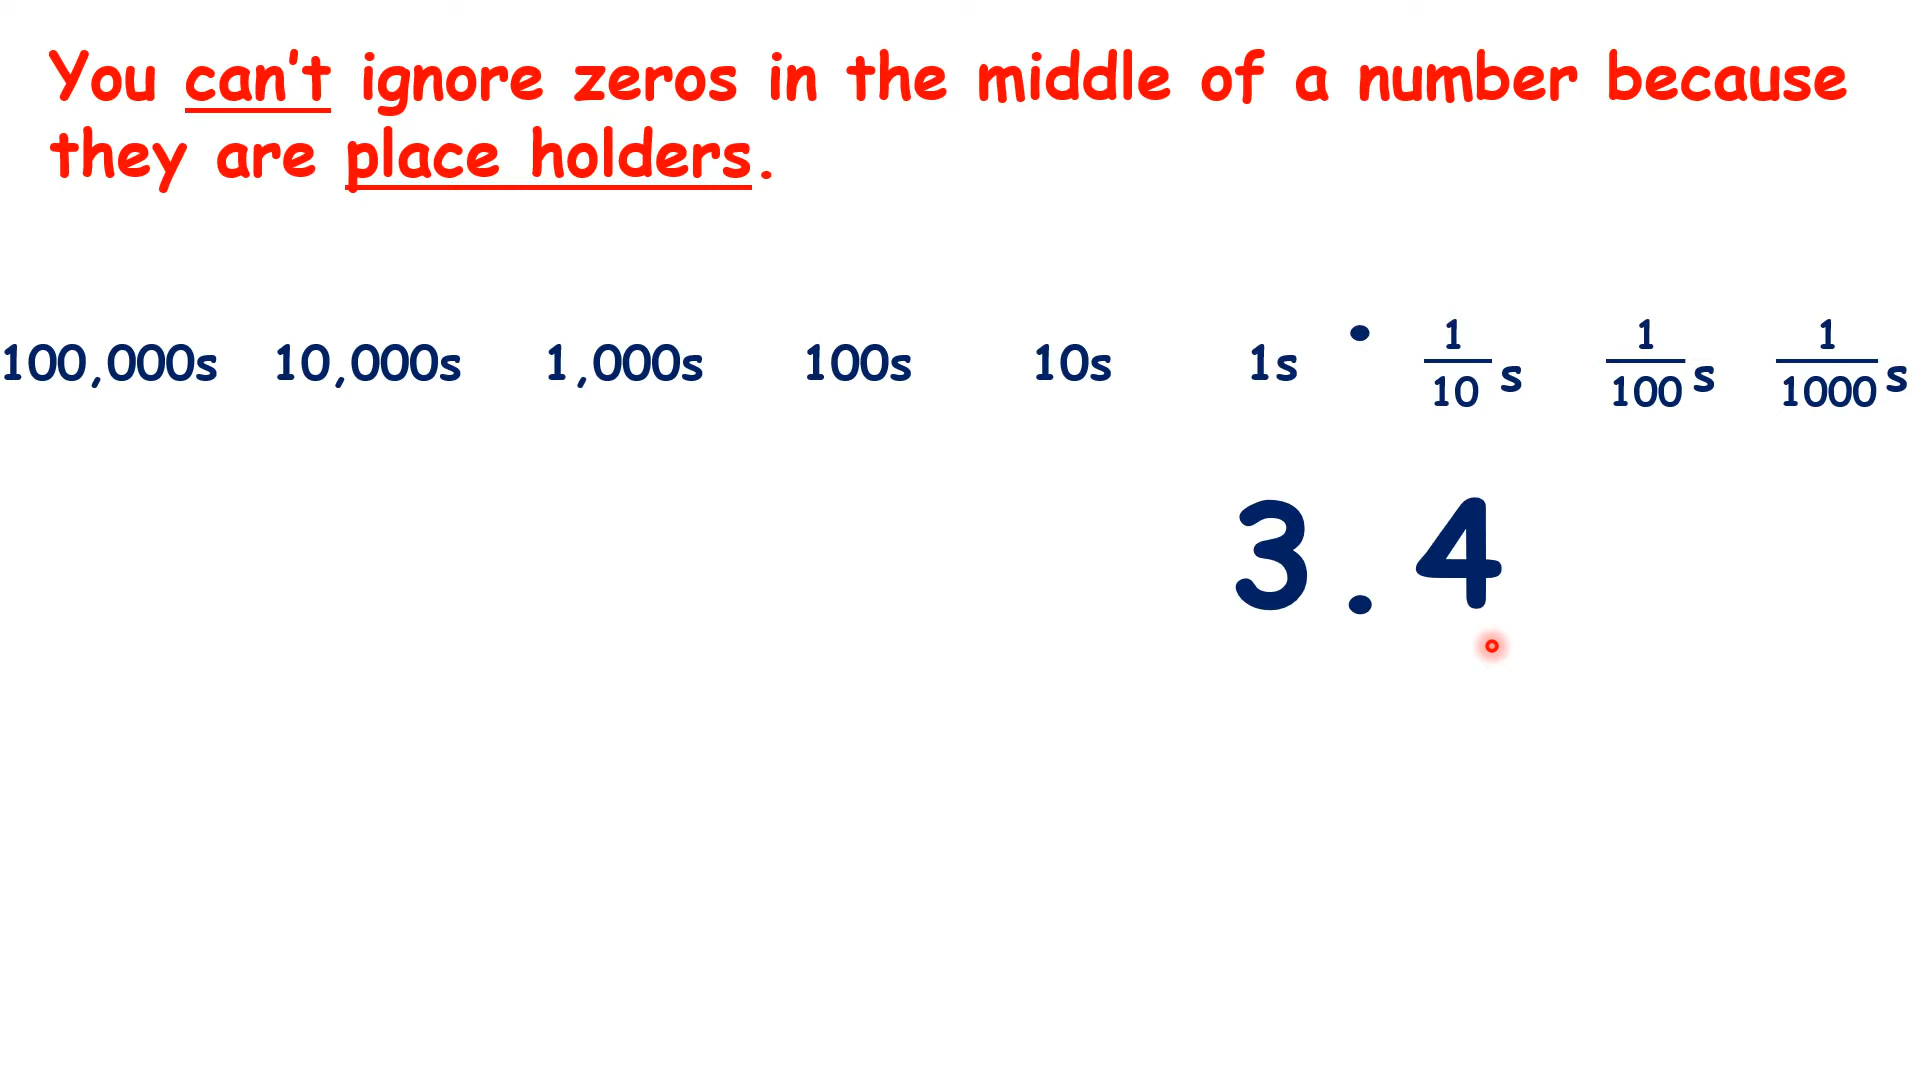 You can't ignore zeros in the middle of a number because
they are place holders.
100,000s 10,000s 1,000s 100s 10s 1s . 1/10 s 1/100 s 1/1000 s
3.4